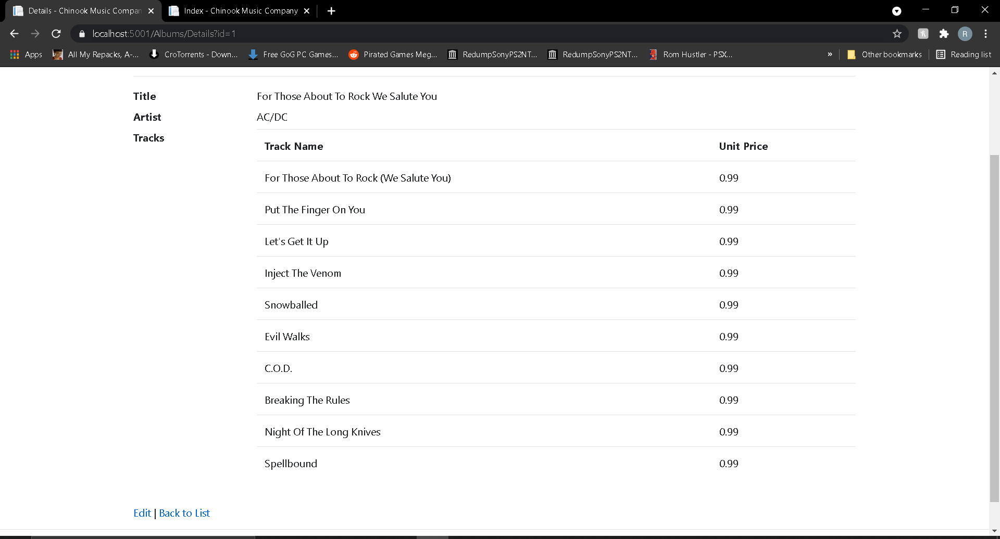 Details - Chinook Music Compan
Index - Chinook Music Company
localhost:5001/Albums/Details?id=1
R
Apps
All My Repacks, A-...
CroTorrents - Down...
Free GoG PC Games...
Pirated Games Meg...
RedumpSonyPS2NT...
RedumpSonyPS2NT...
Rom Hustler - PSX...
»
Other bookmarks
Reading list
Title For Those About To Rock We Salute You
Artist AC/DC
Tracks
Track Name Unit Price
For Those About To Rock (We Salute You) 0.99
Put The Finger On You 0.99
Let's Get It Up 0.99
Inject The Venom 0.99
Snowballed 0.99
Evil Walks 0.99
C.O.D. 0.99
Breaking The Rules 0.99
Night Of The Long Knives 0.99
Spellbound 0.99
Edit | Back to List